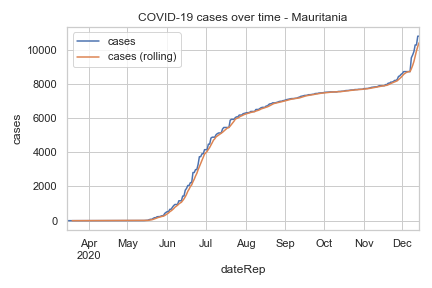 COVID-19 cases over time - Mauritania
cases
cases (rolling)
10000
8000
6000
4000
2000
0
cases
Apr May Jun Jul Aug Sep Oct Nov Dec
2020
dateRep